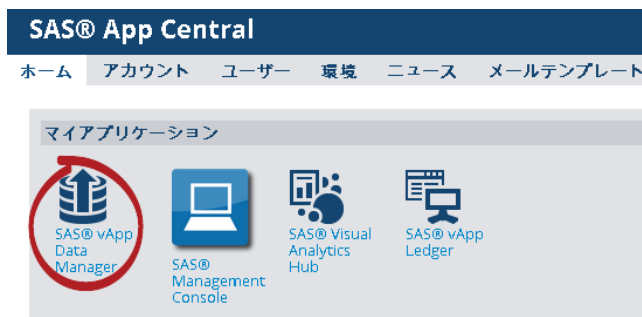 SAS® App Central
ホーム アカウント ユーザー 環境 ニュース メールテンプレート
マイアプリケーション
SAS® vApp
Data
Manager
SAS®
Management
Console
SAS® Visual
Analytics
Hub
SAS® vApp
Ledger